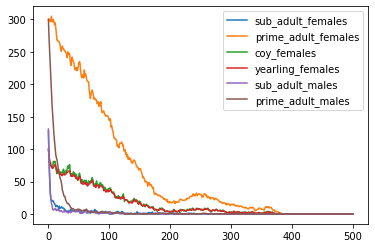 sub_adult_females
prime_adult_females
coy_females
yearling_females
sub_adult_males
prime_adult_males
300
250
200
150
100
50
0
0 100 200 300 400 500